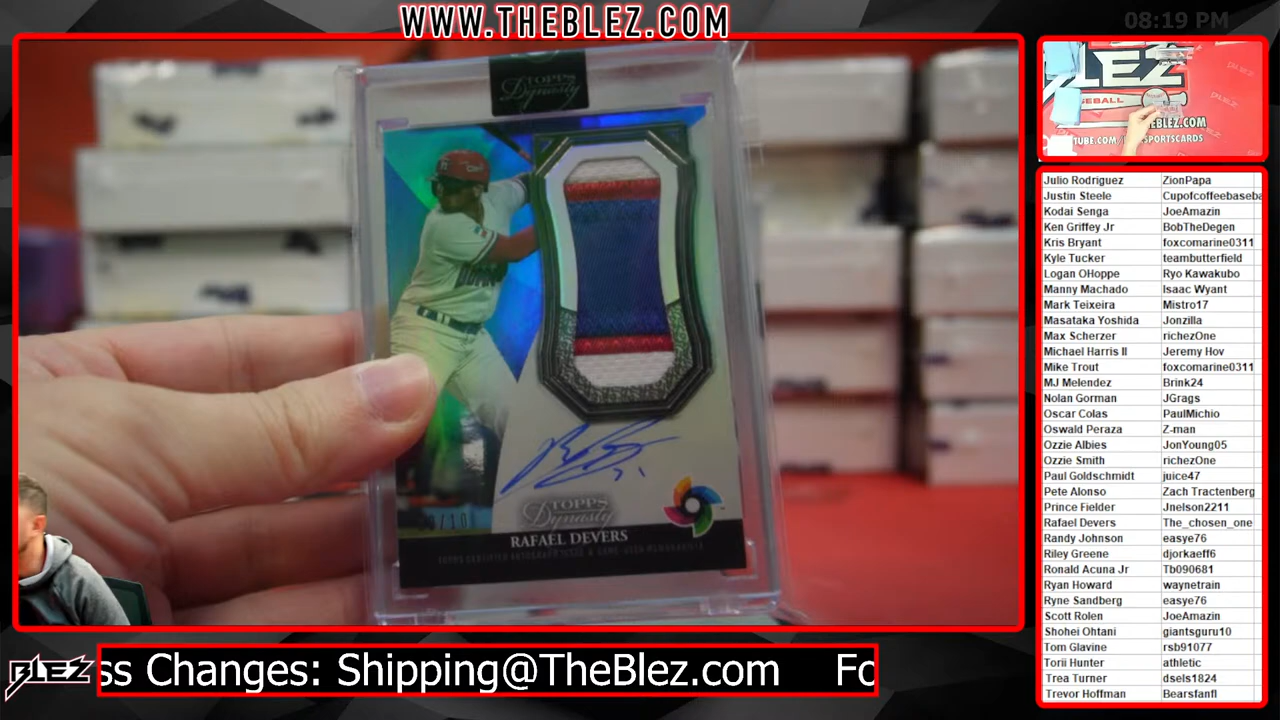 WWW.THEBLEZ.COM
08:19 PM
TOPPS
Dynasty
TOPPS
Dynasty
RAFAEL DEVERS
BLEZ
BASEBALL
THEBLEZ.COM
Julio Rodriguez ZionPapa
Justin Steele Cupofcoffeebaseba
Kodai Senga JoeAmazin
Ken Griffey Jr BobTheDegen
Kris Bryant foxcomarine0311
Kyle Tucker teambutterfield
Logan OHoppe Ryo Kawakubo
Manny Machado Isaac Wyant
Mark Teixeira Mistro17
Masataka Yoshida Jonzilla
Max Scherzer richezOne
Michael Harris II Jeremy Hov
Mike Trout foxcomarine0311
MJ Melendez Brink24
Nolan Gorman JGrags
Oscar Colas PaulMichio
Oswald Peraza Z-man
Ozzie Albies JonYoung05
Ozzie Smith richezOne
Paul Goldschmidt juice47
Pete Alonso Zach Tractenberg
Prince Fielder Jnelson2211
Rafael Devers The_chosen_one
Randy Johnson easye76
Riley Greene djorkaeff6
Ronald Acuna Jr Tb090681
Ryan Howard waynetrain
Ryne Sandberg easye76
Scott Rolen JoeAmazin
Shohei Ohtani giantsguru10
Tom Glavine rsb91077
Torii Hunter athletic
Trea Turner dsels1824
Trevor Hoffman Bearsfanfl
BLEZ
ss Changes: Shipping@TheBlez.com Fo